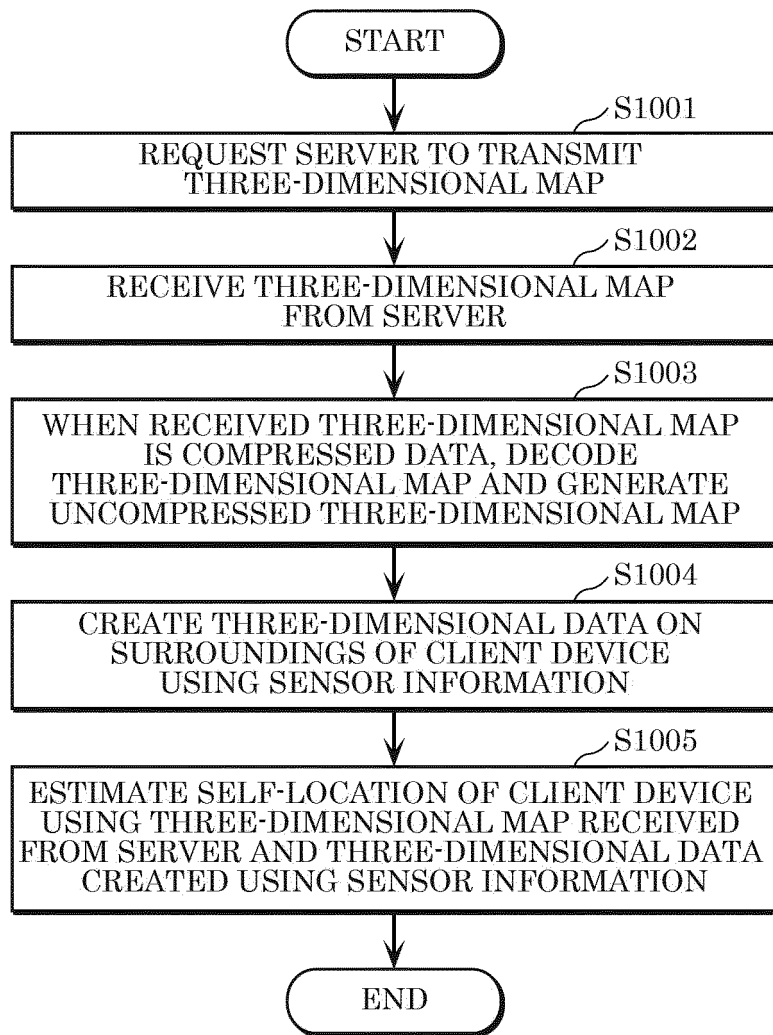 START
S1001
REQUEST SERVER TO TRANSMIT
THREE-DIMENSIONAL MAP
S1002
RECEIVE THREE-DIMENSIONAL MAP
FROM SERVER
S1003
WHEN RECEIVED THREE-DIMENSIONAL MAP
IS COMPRESSED DATA, DECODE
THREE-DIMENSIONAL MAP AND GENERATE
UNCOMPRESSED THREE-DIMENSIONAL MAP
S1004
CREATE THREE-DIMENSIONAL DATA ON
SURROUNDINGS OF CLIENT DEVICE
USING SENSOR INFORMATION
S1005
ESTIMATE SELF-LOCATION OF CLIENT DEVICE
USING THREE-DIMENSIONAL MAP RECEIVED
FROM SERVER AND THREE-DIMENSIONAL DATA
CREATED USING SENSOR INFORMATION
END